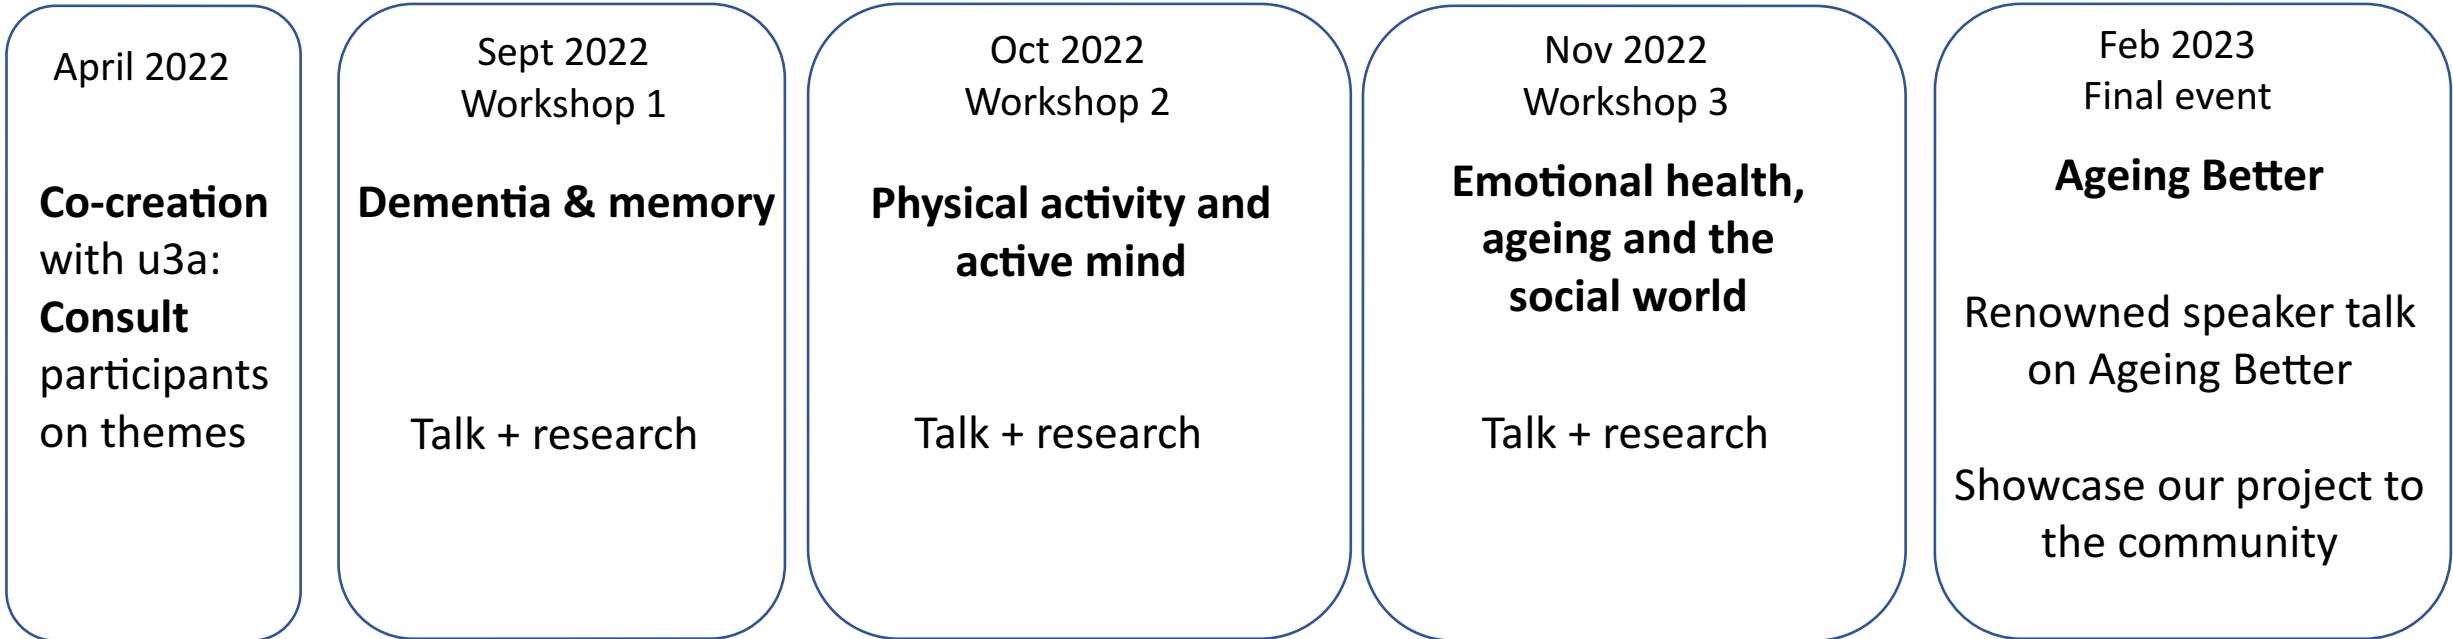 April 2022
Co-creation
with u3a:
Consult
participants
on themes
Sept 2022
Workshop 1
Dementia & memory
Talk + research
Oct 2022
Workshop 2
Physical activity and
active mind
Talk + research
Nov 2022
Workshop 3
Emotional health,
ageing and the
social world
Talk + research
Feb 2023
Final event
Ageing Better
Renowned speaker talk
on Ageing Better
Showcase our project to
the community